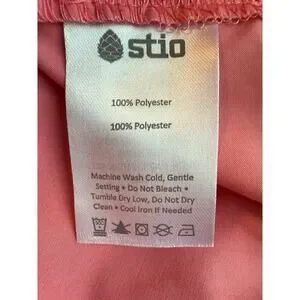 stio
100% Polyester
100% Polyester
Machine Wash Cold, Gentle
Setting • Do Not Bleach •
Tumble Dry Low, Do Not Dry
Clean • Cool Iron If Needed